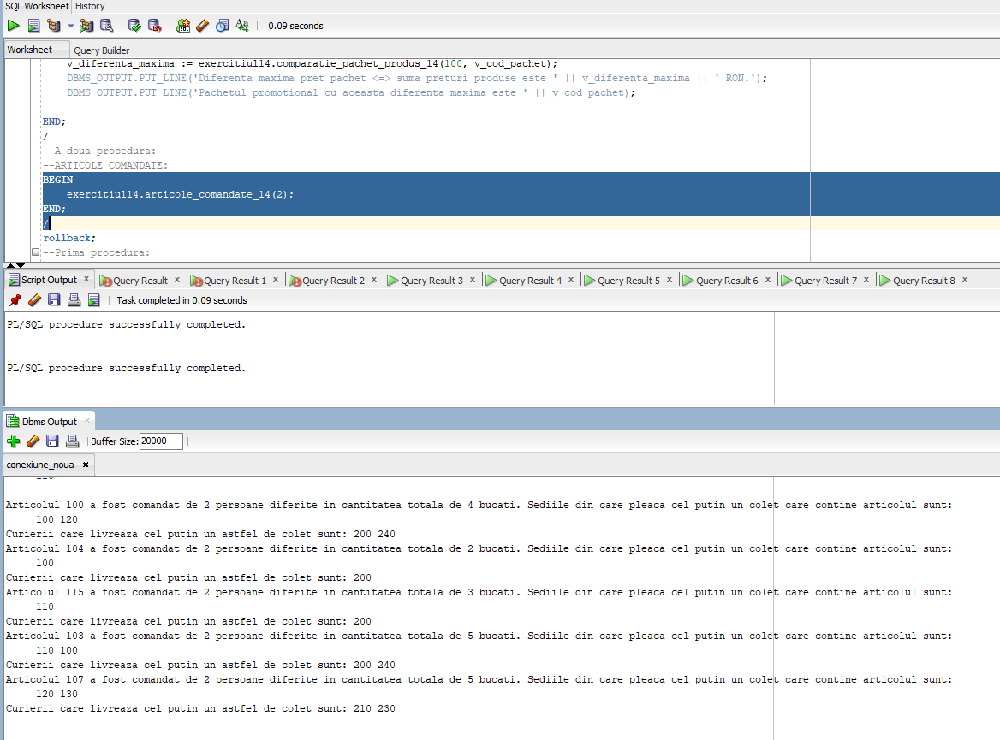 SQL Worksheet History
0.09 seconds
Worksheet Query Builder
v_diferenta_maxima := exercitiul14.comparatie_pachet_produs_14(100, v_cod_pachet);
DBMS_OUTPUT.PUT_LINE('Diferenta maxima pret pachet <=> suma preturi produse este ' || v_diferenta_maxima || ' RON.');
DBMS_OUTPUT.PUT_LINE('Pachetul promotional cu aceasta diferenta maxima este ' || v_cod_pachet);
END;
/
--A doua procedura:
--ARTICOLE COMANDATE:
BEGIN
exercitiul14.articole_comandate_14(2);
END;
/
rollback;
--Prima procedura:
Script Output x Query Result x Query Result 1 x Query Result 2 x Query Result 3 x Query Result 4 x Query Result 5 x Query Result 6 x Query Result 7 x Query Result 8 x
Task completed in 0.09 seconds
PL/SQL procedure successfully completed.
PL/SQL procedure successfully completed.
Dbms Output x
Buffer Size: 20000
conexiune_noua x
110
Articolul 100 a fost comandat de 2 persoane diferite in cantitatea totala de 4 bucati. Sediile din care pleaca cel putin un colet care contine articolul sunt:
100 120
Curierii care livreaza cel putin un astfel de colet sunt: 200 240
Articolul 104 a fost comandat de 2 persoane diferite in cantitatea totala de 2 bucati. Sediile din care pleaca cel putin un colet care contine articolul sunt:
100
Curierii care livreaza cel putin un astfel de colet sunt: 200
Articolul 115 a fost comandat de 2 persoane diferite in cantitatea totala de 3 bucati. Sediile din care pleaca cel putin un colet care contine articolul sunt:
110
Curierii care livreaza cel putin un astfel de colet sunt: 200
Articolul 103 a fost comandat de 2 persoane diferite in cantitatea totala de 5 bucati. Sediile din care pleaca cel putin un colet care contine articolul sunt:
110 100
Curierii care livreaza cel putin un astfel de colet sunt: 200 240
Articolul 107 a fost comandat de 2 persoane diferite in cantitatea totala de 5 bucati. Sediile din care pleaca cel putin un colet care contine articolul sunt:
120 130
Curierii care livreaza cel putin un astfel de colet sunt: 210 230